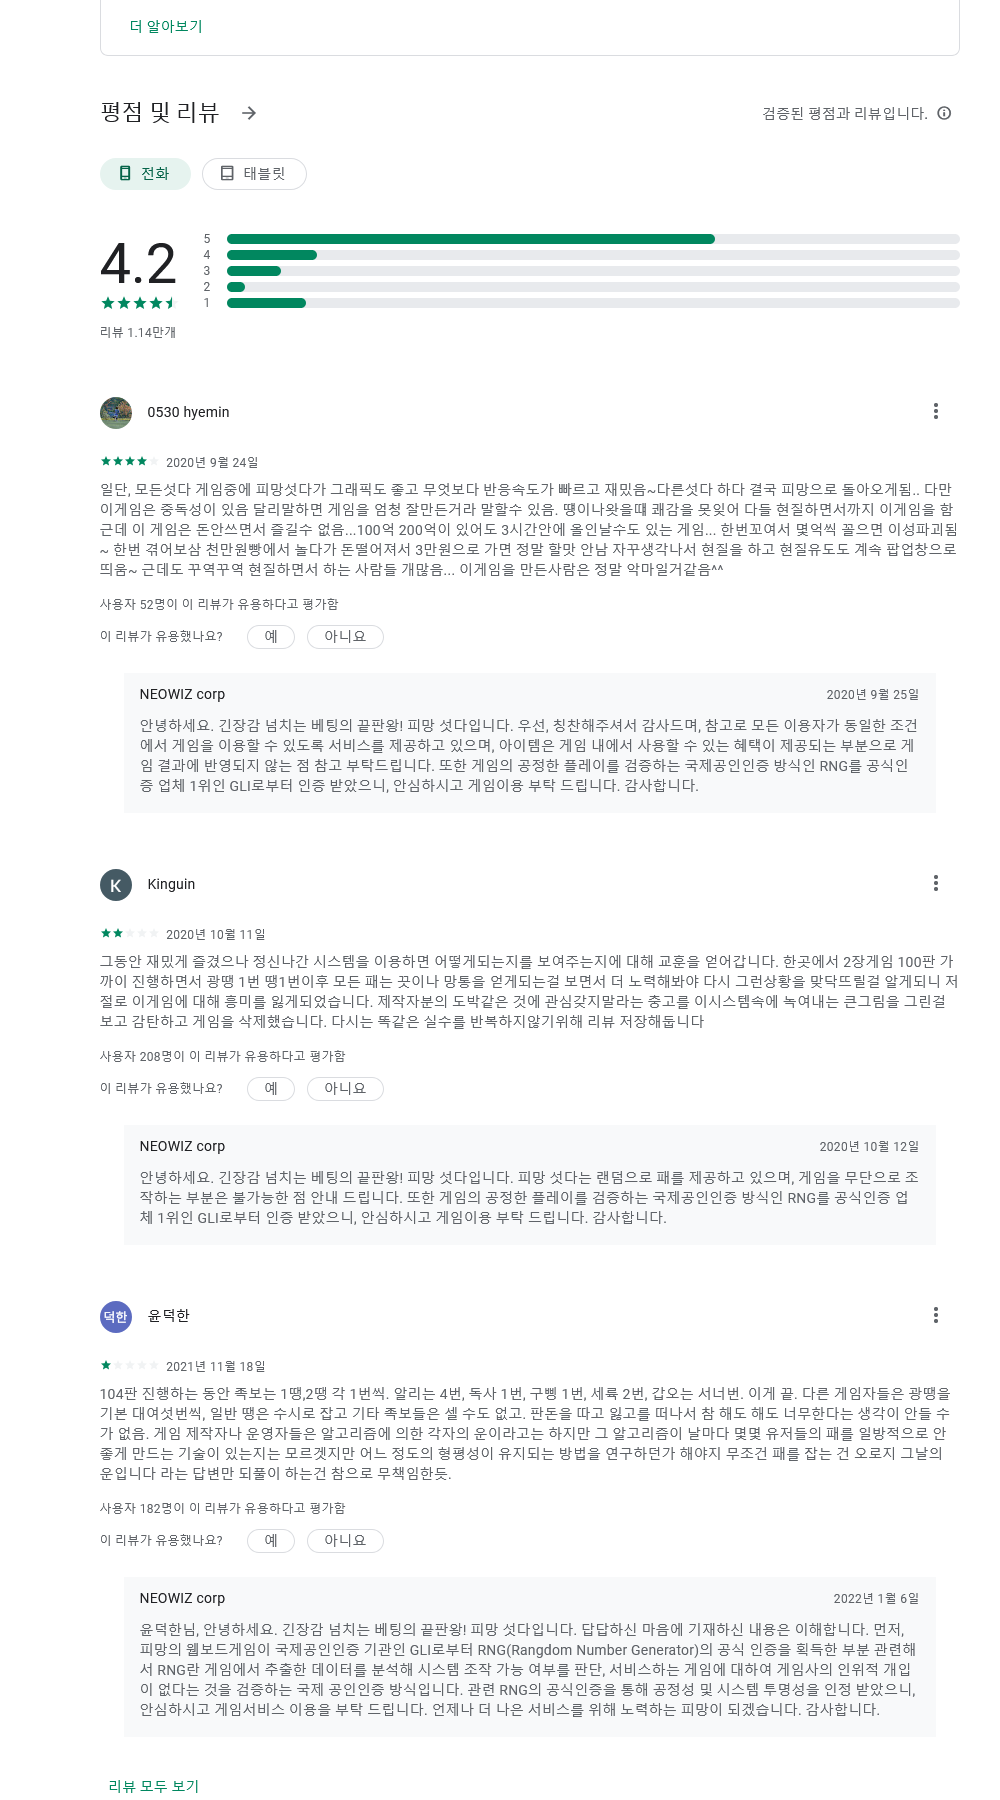 더 알아보기
평점 및 리뷰
검증된 평점과 리뷰입니다.
전화
태블릿
4.2
5
4
3
2
1
리뷰 1.14만개
0530 hyemin
2020년 9월 24일
일단, 모든섯다 게임중에 피망섯다가 그래픽도 좋고 무엇보다 반응속도가 빠르고 재밌음~다른섯다 하다 결국 피망으로 돌아오게됨.. 다만
이게임은 중독성이 있음 달리말하면 게임을 엄청 잘만든거라 말할수 있음. 떙이나왓을떄 쾌감을 못잊어 다들 현질하면서까지 이게임을 함
근데 이 게임은 돈안쓰면서 즐길수 없음...100억 200억이 있어도 3시간안에 올인날수도 있는 게임... 한번꼬여서 몇억씩 꼴으면 이성파괴됨
~ 한번 겪어보삼 천만원빵에서 놀다가 돈떨어져서 3만원으로 가면 정말 할맛 안남 자꾸생각나서 현질을 하고 현질유도도 계속 팝업창으로
띄움~ 근데도 꾸역꾸역 현질하면서 하는 사람들 개많음... 이게임을 만든사람은 정말 악마일거같음^^
사용자 52명이 이 리뷰가 유용하다고 평가함
이 리뷰가 유용했나요?
예
아니요
NEOWIZ corp
2020년 9월 25일
안녕하세요. 긴장감 넘치는 베팅의 끝판왕! 피망 섯다입니다. 우선, 칭찬해주셔서 감사드며, 참고로 모든 이용자가 동일한 조건
에서 게임을 이용할 수 있도록 서비스를 제공하고 있으며, 아이템은 게임 내에서 사용할 수 있는 혜택이 제공되는 부분으로 게
임 결과에 반영되지 않는 점 참고 부탁드립니다. 또한 게임의 공정한 플레이를 검증하는 국제공인인증 방식인 RNG를 공식인
증 업체 1위인 GLI로부터 인증 받았으니, 안심하시고 게임이용 부탁 드립니다. 감사합니다.
K
Kinguin
2020년 10월 11일
그동안 재밌게 즐겼으나 정신나간 시스템을 이용하면 어떻게되는지를 보여주는지에 대해 교훈을 얻어갑니다. 한곳에서 2장게임 100판 가
까이 진행하면서 광땡 1번 땡1번이후 모든 패는 끗이나 망통을 얻게되는걸 보면서 더 노력해봐야 다시 그런상황을 맞닥뜨릴걸 알게되니 저
절로 이게임에 대해 흥미를 잃게되었습니다. 제작자분의 도박같은 것에 관심갖지말라는 충고를 이시스템속에 녹여내는 큰그림을 그린걸
보고 감탄하고 게임을 삭제했습니다. 다시는 똑같은 실수를 반복하지않기위해 리뷰 저장해둡니다
사용자 208명이 이 리뷰가 유용하다고 평가함
이 리뷰가 유용했나요?
예
아니요
NEOWIZ corp
2020년 10월 12일
안녕하세요. 긴장감 넘치는 베팅의 끝판왕! 피망 섯다입니다. 피망 섯다는 랜덤으로 패를 제공하고 있으며, 게임을 무단으로 조
작하는 부분은 불가능한 점 안내 드립니다. 또한 게임의 공정한 플레이를 검증하는 국제공인인증 방식인 RNG를 공식인증 업
체 1위인 GLI로부터 인증 받았으니, 안심하시고 게임이용 부탁 드립니다. 감사합니다.
덕한
윤덕한
2021년 11월 18일
104판 진행하는 동안 족보는 1땡,2땡 각 1번씩. 알리는 4번, 독사 1번, 구삥 1번, 세륙 2번, 갑오는 서너번. 이게 끝. 다른 게임자들은 광땡을
기본 대여섯번씩, 일반 땡은 수시로 잡고 기타 족보들은 셀 수도 없고. 판돈을 따고 잃고를 떠나서 참 해도 해도 너무한다는 생각이 안들 수
가 없음. 게임 제작자나 운영자들은 알고리즘에 의한 각자의 운이라고는 하지만 그 알고리즘이 날마다 몇몇 유저들의 패를 일방적으로 안
좋게 만드는 기술이 있는지는 모르겟지만 어느 정도의 형평성이 유지되는 방법을 연구하던가 해야지 무조건 패를 잡는 건 오로지 그날의
운입니다 라는 답변만 되풀이 하는건 참으로 무책임한듯.
사용자 182명이 이 리뷰가 유용하다고 평가함
이 리뷰가 유용했나요?
예
아니요
NEOWIZ corp
2022년 1월 6일
윤덕한님, 안녕하세요. 긴장감 넘치는 베팅의 끝판왕! 피망 섯다입니다. 답답하신 마음에 기재하신 내용은 이해합니다. 먼저,
피망의 웹보드게임이 국제공인인증 기관인 GLI로부터 RNG(Rangdom Number Generator)의 공식 인증을 획득한 부분 관련해
서 RNG란 게임에서 추출한 데이터를 분석해 시스템 조작 가능 여부를 판단, 서비스하는 게임에 대하여 게임사의 인위적 개입
이 없다는 것을 검증하는 국제 공인인증 방식입니다. 관련 RNG의 공식인증을 통해 공정성 및 시스템 투명성을 인정 받았으니,
안심하시고 게임서비스 이용을 부탁 드립니다. 언제나 더 나은 서비스를 위해 노력하는 피망이 되겠습니다. 감사합니다.
리뷰 모두 보기